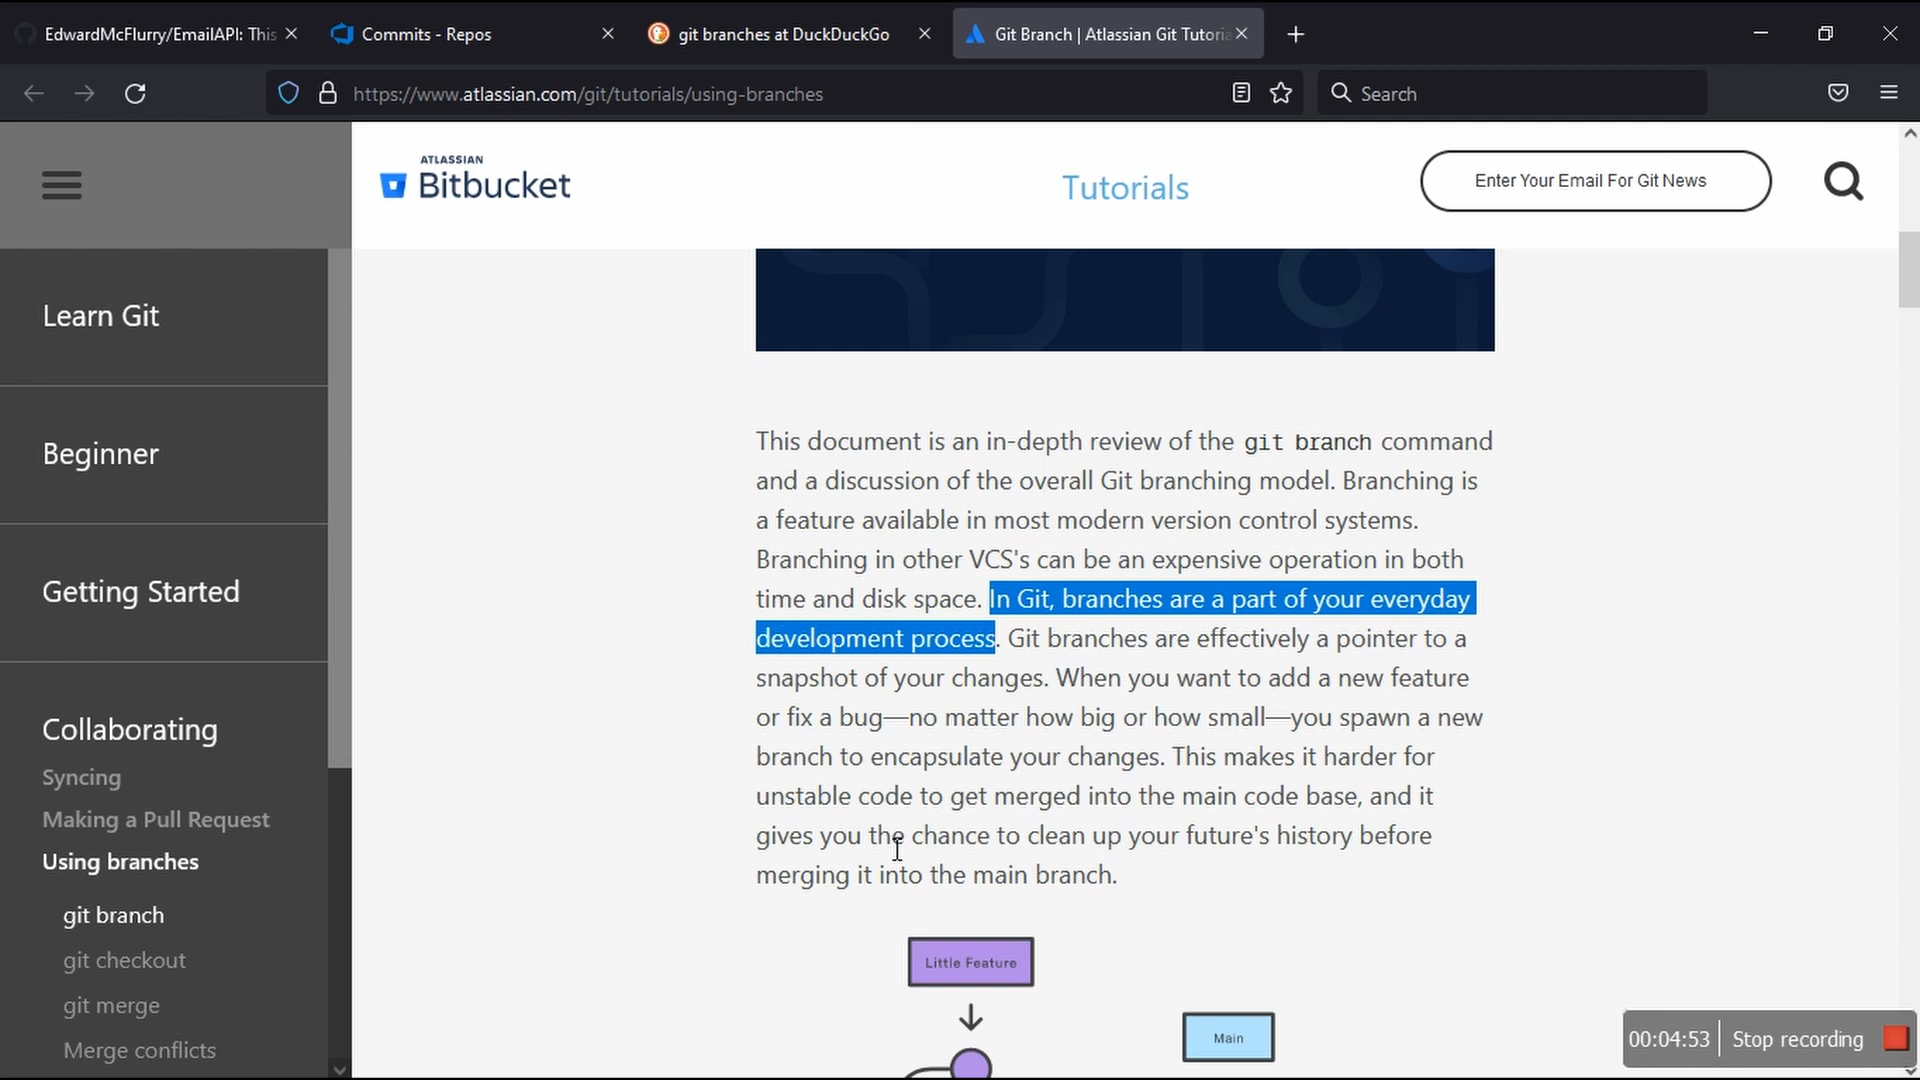 EdwardMcFlurry/EmailAPI: This
Commits - Repos
git branches at DuckDuckGo
Git Branch | Atlassian Git Tutoria
https://www.atlassian.com/git/tutorials/using-branches
Search
ATLASSIAN
Bitbucket
Tutorials
Enter Your Email For Git News
Learn Git
Beginner
Getting Started
Collaborating
Syncing
Making a Pull Request
Using branches
git branch
git checkout
git merge
Merge conflicts
This document is an in-depth review of the git branch command
and a discussion of the overall Git branching model. Branching is
a feature available in most modern version control systems.
Branching in other VCS's can be an expensive operation in both
time and disk space. In Git, branches are a part of your everyday
development process. Git branches are effectively a pointer to a
snapshot of your changes. When you want to add a new feature
or fix a bug—no matter how big or how small—you spawn a new
branch to encapsulate your changes. This makes it harder for
unstable code to get merged into the main code base, and it
gives you the chance to clean up your future's history before
merging it into the main branch.
Little Feature
Main
00:04:53
Stop recording